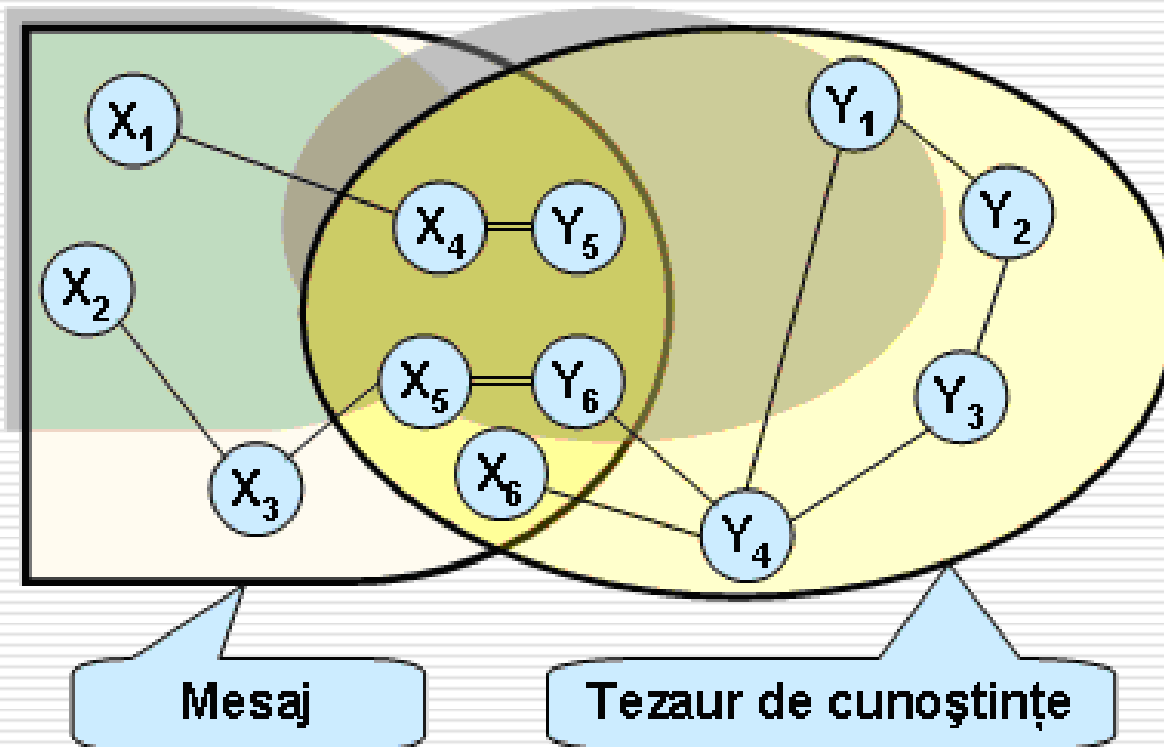 X₁
Y₁
X₄ Y₅
Y₂
X₂
X₅ Y₆
Y₃
X₃
X₆
Y₄
Mesaj
Tezaur de cunoştinţe